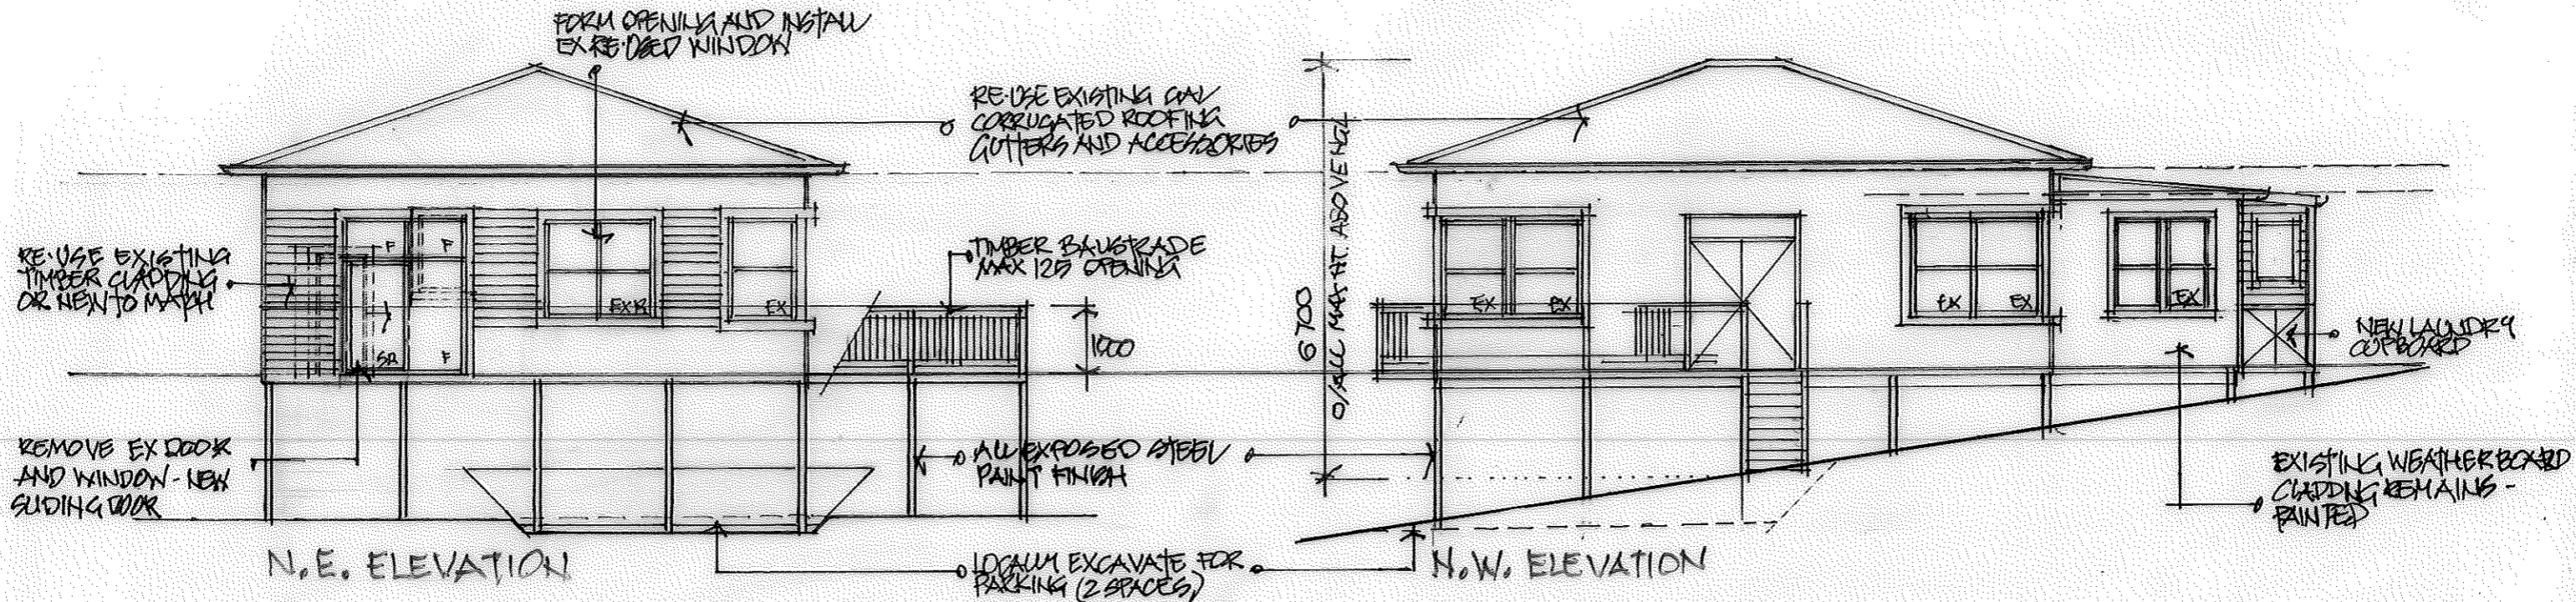 FORM OPENING AND INSTALL
EX RE-USED WINDOW
RE-USE EXISTING GAL
CORRUGATED ROOFING
GUTTERS AND ACCESSORIES
6700
O/ALL MAX HT. ABOVE NGL
RE-USE EXISTING
TIMBER CLADDING
OR NEW TO MATCH
TIMBER BAUSTRADE
MAX 125 OPENING
F
F
SD
F
EX R
EX
1000
EX
EX
EX
EX
EX
NEW LAUNDRY
CUPBOARD
REMOVE EX DOOR
AND WINDOW - NEW
SLIDING DOOR
ALL EXPOSED STEEL
PAINT FINISH
EXISTING WEATHERBOARD
CLADDING REMAINS -
PAINTED
N.E. ELEVATION
LOCALLY EXCAVATE FOR
PARKING (2 SPACES)
N.W. ELEVATION